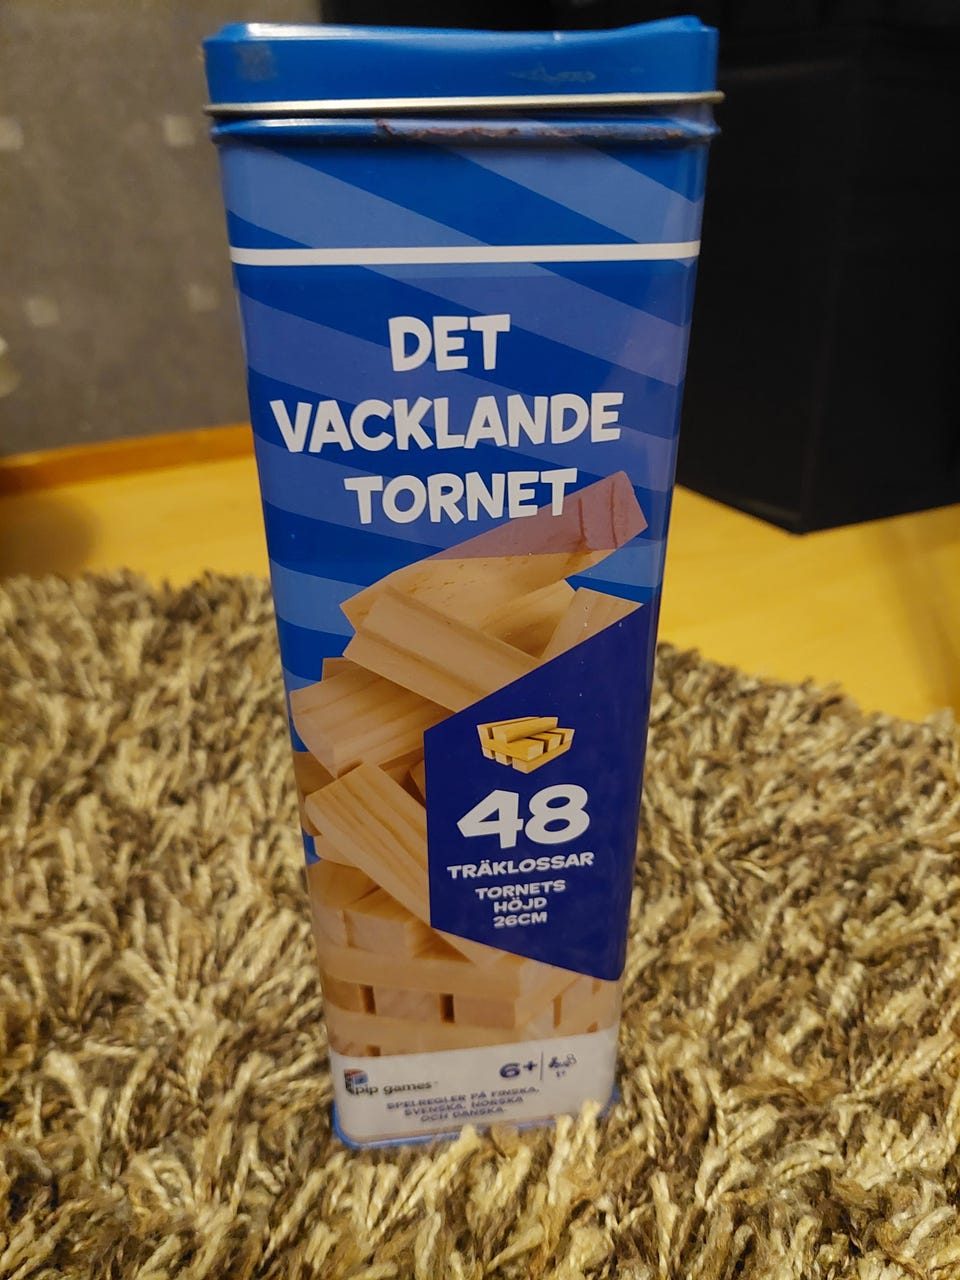 DET
VACKLANDE
TORNET
48
TRÄKLOSSAR
TORNETS
HÖJD
26CM
6+
pip games
SPELREGLER PÅ FINSKA,
SVENSKA, NORSKA
OCH DANSKA